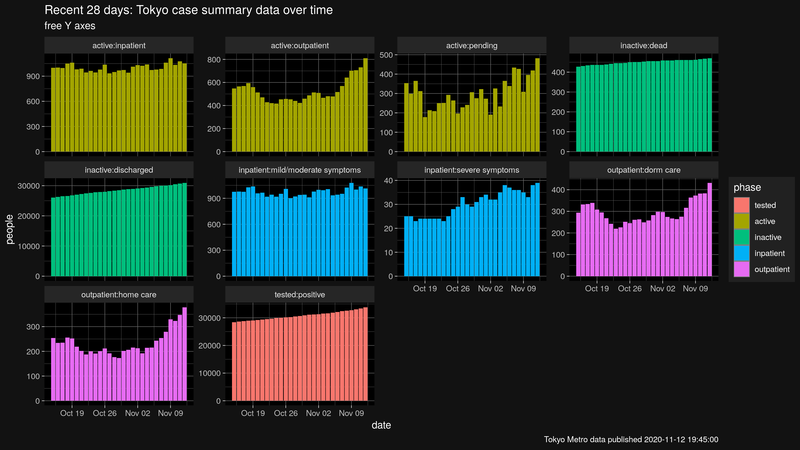 Recent 28 days: Tokyo case summary data over time
free Y axes
active:inpatient
active:outpatient
active:pending
inactive:dead
900
600
300
0
800
600
400
200
0
500
400
300
200
100
0
400
300
200
100
0
inactive:discharged
inpatient:mild/moderate symptoms
inpatient:severe symptoms
outpatient:dorm care
30000
20000
10000
0
900
600
300
0
40
30
20
10
0
400
300
200
100
0
Oct 19 Oct 26 Nov 02 Nov 09
Oct 19 Oct 26 Nov 02 Nov 09
outpatient:home care
tested:positive
300
200
100
0
30000
20000
10000
0
Oct 19 Oct 26 Nov 02 Nov 09
Oct 19 Oct 26 Nov 02 Nov 09
people
date
phase
tested
active
inactive
inpatient
outpatient
Tokyo Metro data published 2020-11-12 19:45:00